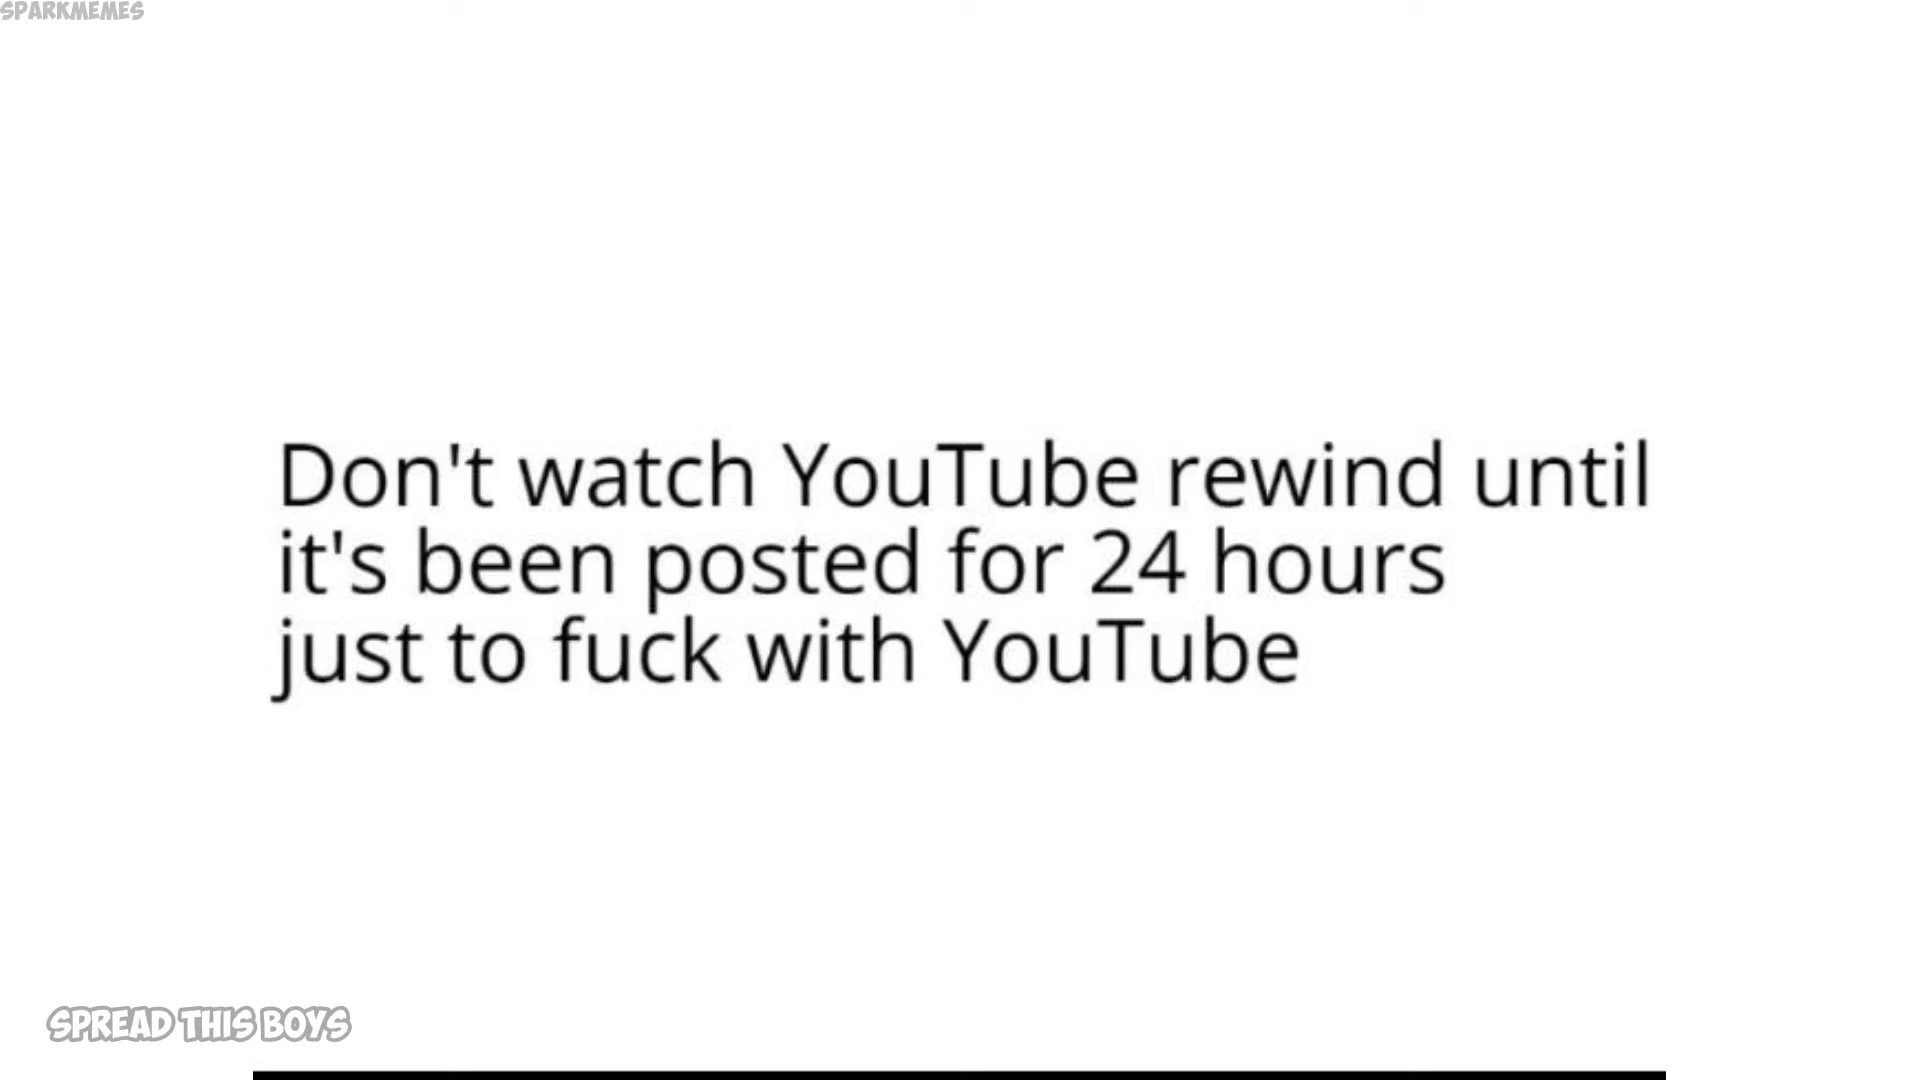 SPARKMEMES
Don't watch YouTube rewind until
it's been posted for 24 hours
just to fuck with YouTube
SPREAD THIS BOYS